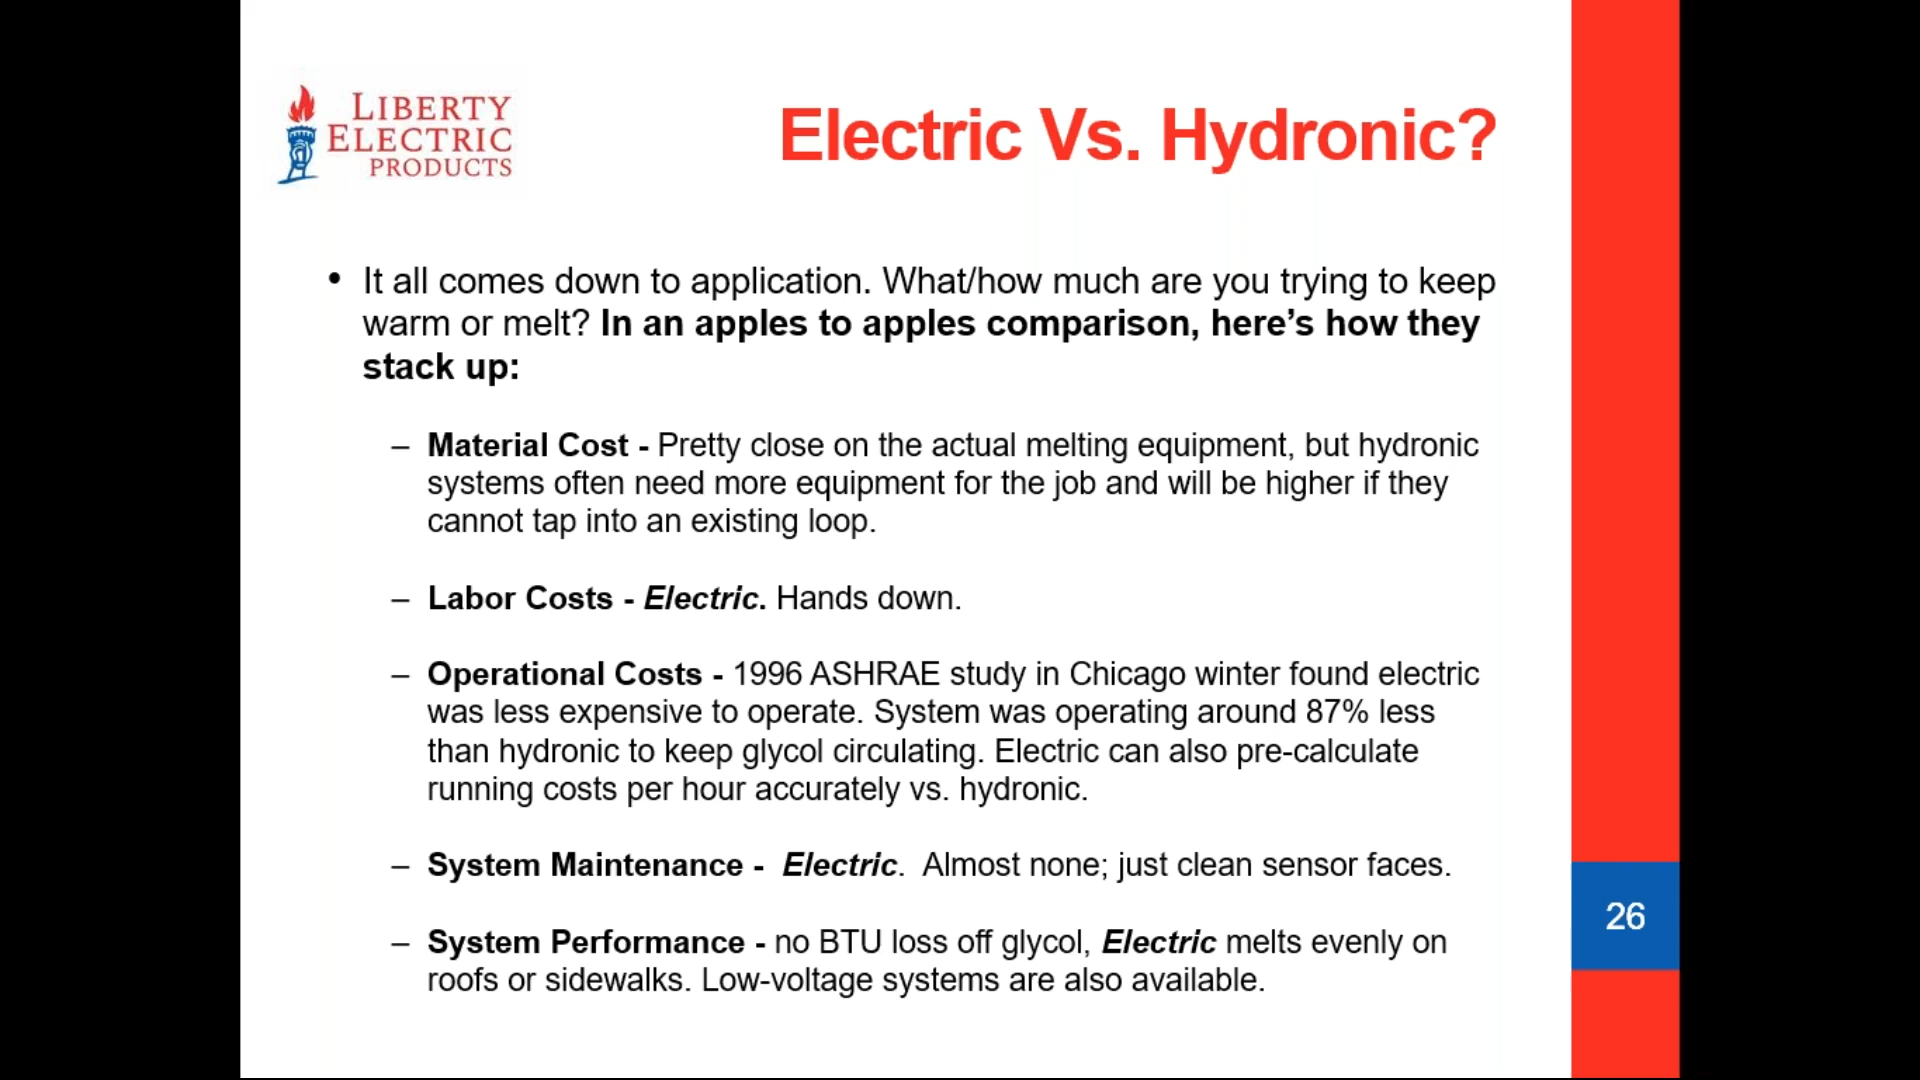 LIBERTY
ELECTRIC
PRODUCTS
Electric Vs. Hydronic?
• It all comes down to application. What/how much are you trying to keep
warm or melt? In an apples to apples comparison, here’s how they
stack up:
– Material Cost - Pretty close on the actual melting equipment, but hydronic
systems often need more equipment for the job and will be higher if they
cannot tap into an existing loop.
– Labor Costs - Electric. Hands down.
– Operational Costs - 1996 ASHRAE study in Chicago winter found electric
was less expensive to operate. System was operating around 87% less
than hydronic to keep glycol circulating. Electric can also pre-calculate
running costs per hour accurately vs. hydronic.
– System Maintenance - Electric. Almost none; just clean sensor faces.
– System Performance - no BTU loss off glycol, Electric melts evenly on
roofs or sidewalks. Low-voltage systems are also available.
26